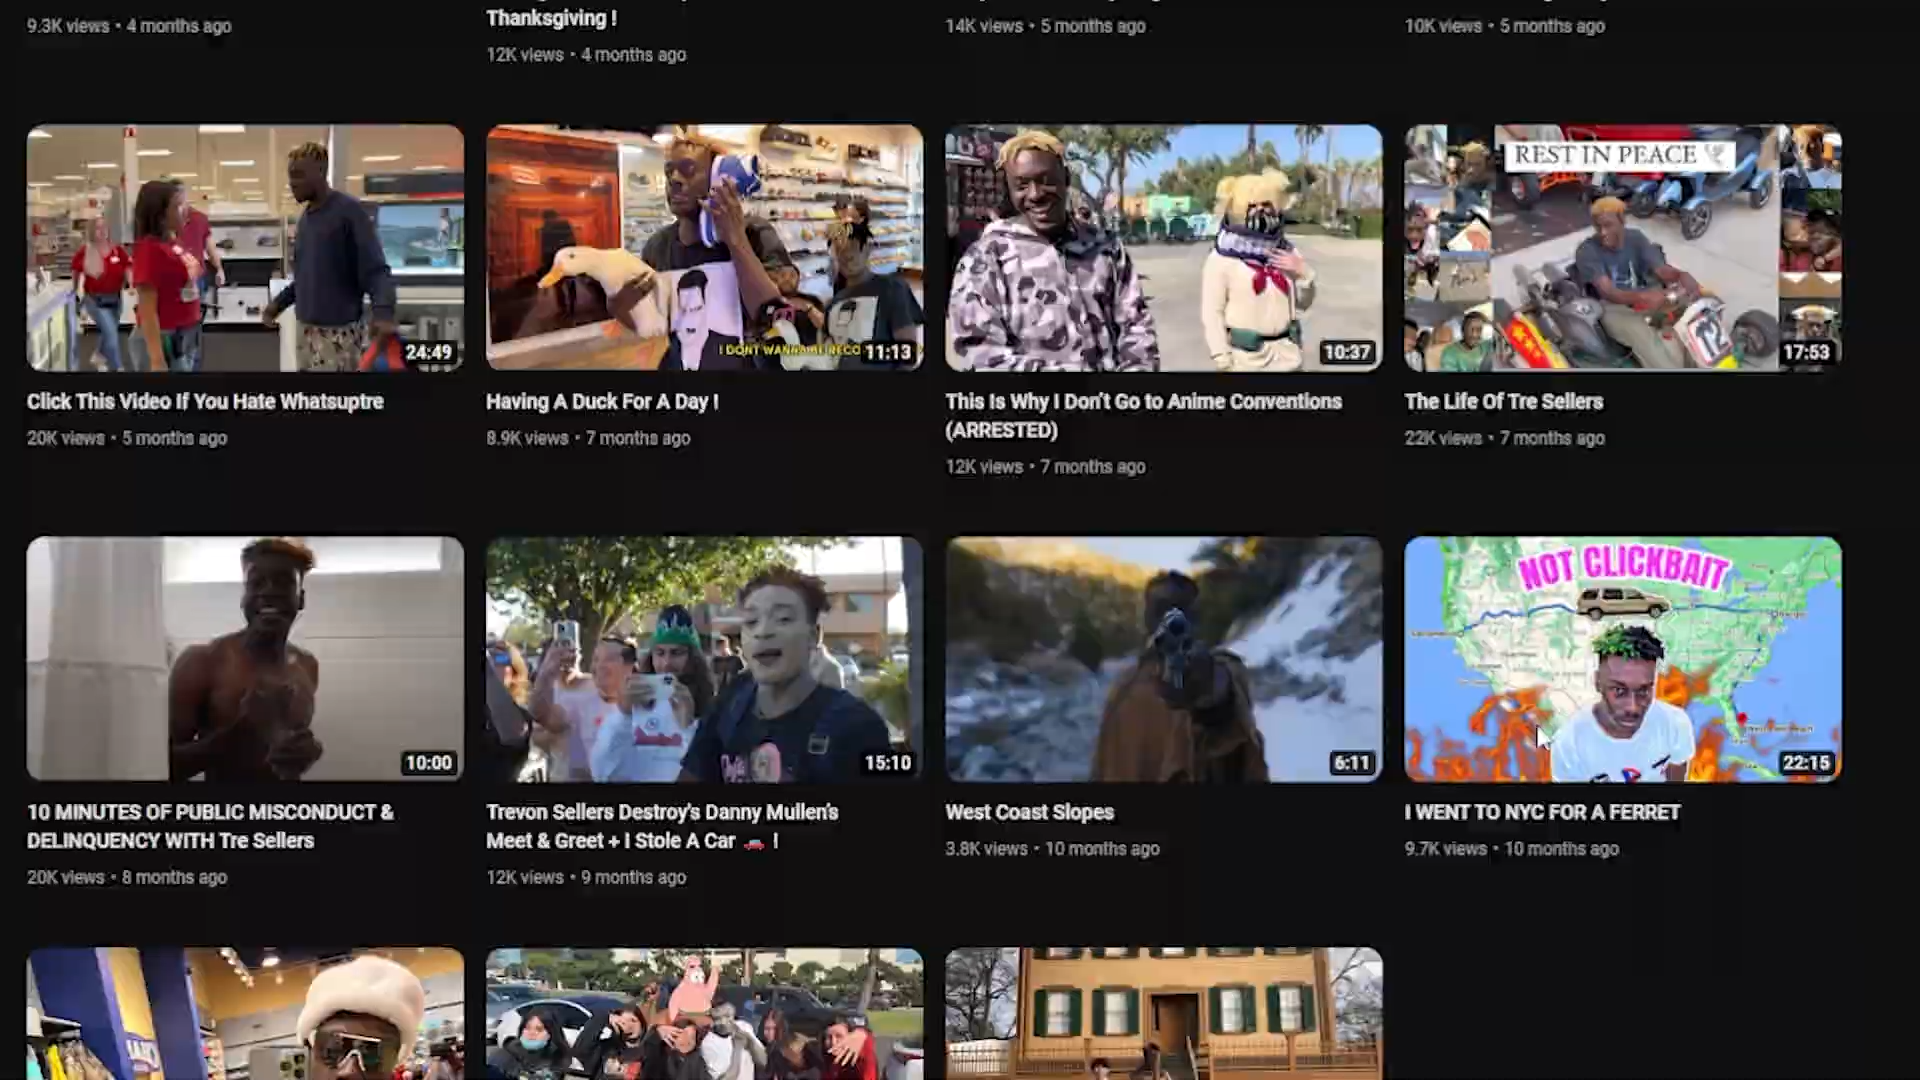 Thanksgiving !
9.3K views • 4 months ago
12K views • 4 months ago
14K views • 5 months ago
10K views • 5 months ago
24:49
I DONT WANNA BE RECO
11:13
10:37
REST IN PEACE
12
17:53
Click This Video If You Hate Whatsuptre
20K views • 5 months ago
Having A Duck For A Day !
8.9K views • 7 months ago
This Is Why I Don't Go to Anime Conventions
(ARRESTED)
12K views • 7 months ago
The Life Of Tre Sellers
22K views • 7 months ago
10:00
15:10
6:11
NOT CLICKBAIT
22:15
10 MINUTES OF PUBLIC MISCONDUCT &
DELINQUENCY WITH Tre Sellers
20K views • 8 months ago
Trevon Sellers Destroy's Danny Mullen's
Meet & Greet + I Stole A Car 🚗 !
12K views • 9 months ago
West Coast Slopes
3.8K views • 10 months ago
I WENT TO NYC FOR A FERRET
9.7K views • 10 months ago